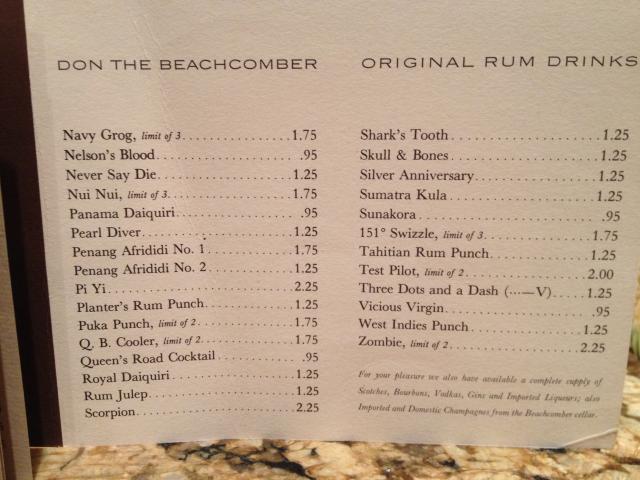 DON THE BEACHCOMBER
Navy Grog, limit of 3 . . . . . . . . . . . . . . . . 1.75
Nelson's Blood . . . . . . . . . . . . . . . . . . . . .95
Never Say Die . . . . . . . . . . . . . . . . . . . . 1.25
Nui Nui, limit of 3 . . . . . . . . . . . . . . . . . . 1.75
Panama Daiquiri . . . . . . . . . . . . . . . . . . .95
Pearl Diver . . . . . . . . . . . . . . . . . . . . . . 1.25
Penang Afrididi No. 1 . . . . . . . . . . . . . . 1.75
Penang Afrididi No. 2 . . . . . . . . . . . . . . 1.25
Pi Yi . . . . . . . . . . . . . . . . . . . . . . . . . . 2.25
Planter's Rum Punch . . . . . . . . . . . . . . 1.25
Puka Punch, limit of 2 . . . . . . . . . . . . . . 1.75
Q. B. Cooler, limit of 2 . . . . . . . . . . . . . . 1.75
Queen's Road Cocktail . . . . . . . . . . . . . .95
Royal Daiquiri . . . . . . . . . . . . . . . . . . . 1.25
Rum Julep . . . . . . . . . . . . . . . . . . . . . . 1.25
Scorpion . . . . . . . . . . . . . . . . . . . . . . . 2.25
ORIGINAL RUM DRINKS
Shark's Tooth . . . . . . . . . . . . . . . . . . . . 1.25
Skull & Bones . . . . . . . . . . . . . . . . . . . . 1.25
Silver Anniversary . . . . . . . . . . . . . . . . 1.25
Sumatra Kula . . . . . . . . . . . . . . . . . . . . 1.25
Sunakora . . . . . . . . . . . . . . . . . . . . . . . .95
151° Swizzle, limit of 3 . . . . . . . . . . . . . . 1.75
Tahitian Rum Punch . . . . . . . . . . . . . . . 1.25
Test Pilot, limit of 2 . . . . . . . . . . . . . . . . 2.00
Three Dots and a Dash (···—V) . . . . . 1.25
Vicious Virgin . . . . . . . . . . . . . . . . . . . . .95
West Indies Punch . . . . . . . . . . . . . . . . 1.25
Zombie, limit of 2 . . . . . . . . . . . . . . . . . . 2.25
For your pleasure we also have available a complete supply of
Scotches, Bourbons, Vodkas, Gins and Imported Liqueurs; also
Imported and Domestic Champagnes from the Beachcomber cellar.